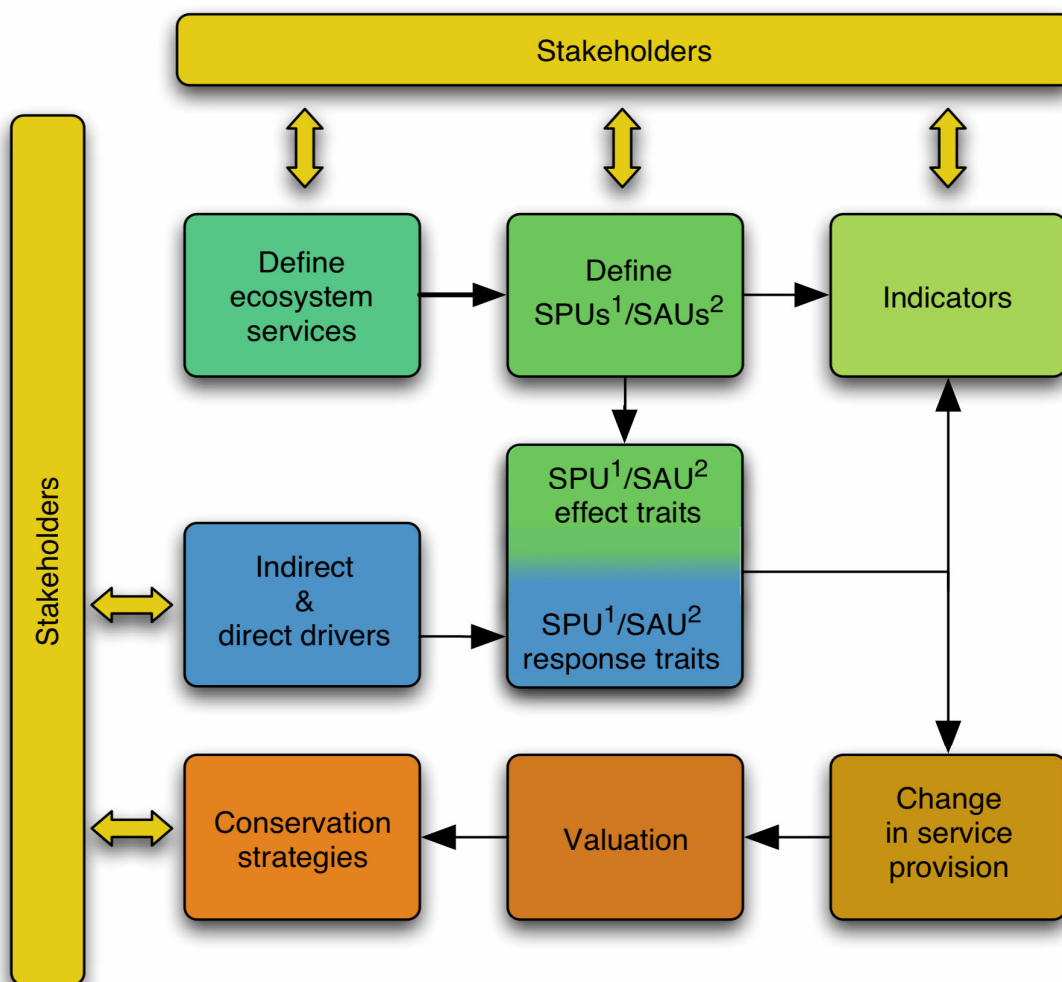 Stakeholders
Stakeholders
Define
ecosystem
services
Define
SPUs¹/SAUs²
Indicators
SPU¹/SAU²
effect traits
Indirect
&
direct drivers
SPU¹/SAU²
response traits
Conservation
strategies
Valuation
Change
in service
provision